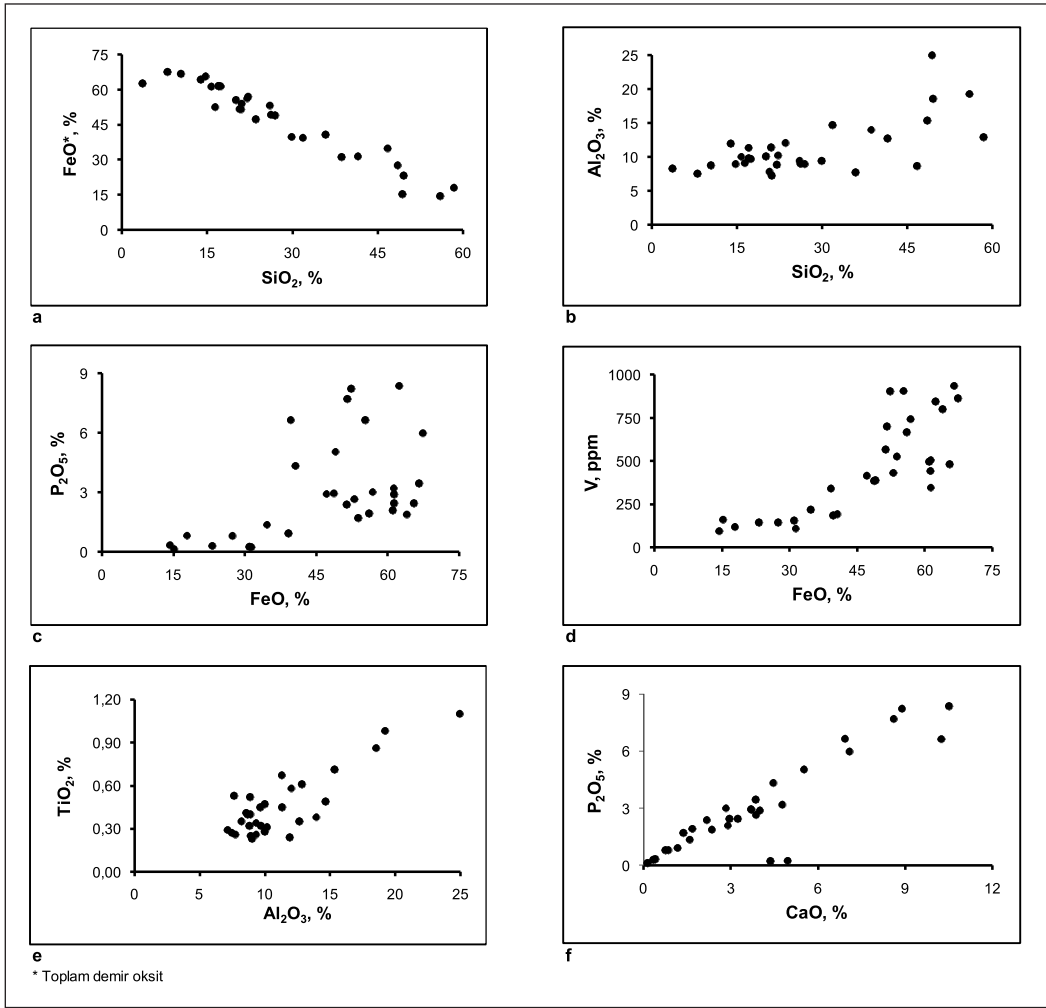 75
60
45
30
15
0
FeO*, %
0 15 30 45 60
SiO₂, %
a
25
20
15
10
5
0
Al₂O₃, %
0 15 30 45 60
SiO₂, %
b
9
6
3
0
P₂O₅, %
0 15 30 45 60 75
FeO, %
c
1000
750
500
250
0
V, ppm
0 15 30 45 60 75
FeO, %
d
1,20
0,90
0,60
0,30
0,00
TiO₂, %
0 5 10 15 20 25
Al₂O₃, %
e
9
6
3
0
P₂O₅, %
0 3 6 9 12
CaO, %
f
* Toplam demir oksit